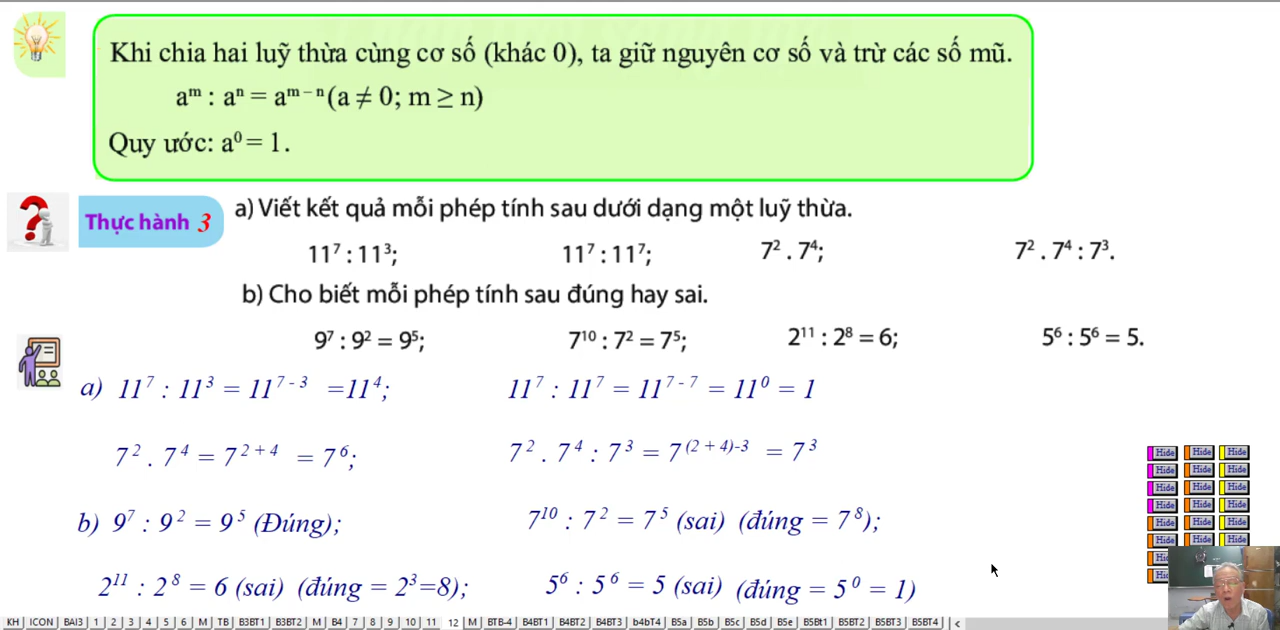 Khi chia hai luỹ thừa cùng cơ số (khác 0), ta giữ nguyên cơ số và trừ các số mũ.
aᵐ : aⁿ = aᵐ⁻ⁿ (a ≠ 0; m ≥ n)
Quy ước: a⁰ = 1.
Thực hành 3
a) Viết kết quả mỗi phép tính sau dưới dạng một luỹ thừa.
11⁷ : 11³; 11⁷ : 11⁷; 7² . 7⁴; 7² . 7⁴ : 7³.
b) Cho biết mỗi phép tính sau đúng hay sai.
9⁷ : 9² = 9⁵; 7¹⁰ : 7² = 7⁵; 2¹¹ : 2⁸ = 6; 5⁶ : 5⁶ = 5.
a) 11⁷ : 11³ = 11⁷⁻³ =11⁴; 11⁷ : 11⁷ = 11⁷⁻⁷ = 11⁰ = 1
7² . 7⁴ = 7²⁺⁴ = 7⁶; 7² . 7⁴ : 7³ = 7⁽²⁺⁴⁾⁻³ = 7³
b) 9⁷ : 9² = 9⁵ (Đúng); 7¹⁰ : 7² = 7⁵ (sai) (đúng = 7⁸);
2¹¹ : 2⁸ = 6 (sai) (đúng = 2³=8); 5⁶ : 5⁶ = 5 (sai) (đúng = 5⁰ = 1)
Hide Hide Hide
Hide Hide Hide
Hide Hide Hide
Hide Hide Hide
Hide Hide Hide
Hide Hide Hide
KH ICON BAI3 1 2 3 4 5 6 M TB B3BT1 B3BT2 M B4 7 8 9 10 11 12 M BTB-4 B4BT1 B4BT2 B4BT3 b4bT4 B5a B5b B5c B5d B5e B5Bt1 B5BT2 B5BT3 B5BT4 <